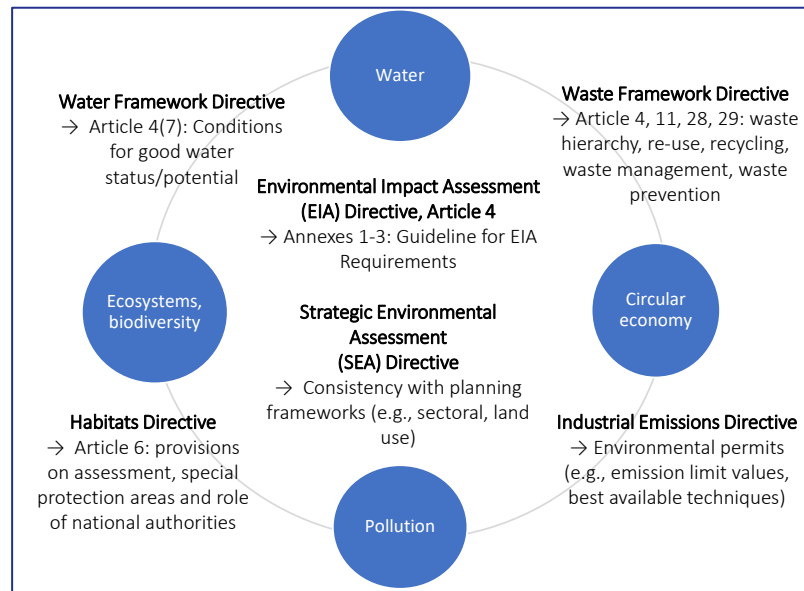 Water
Water Framework Directive
→ Article 4(7): Conditions
for good water
status/potential
Waste Framework Directive
→ Article 4, 11, 28, 29: waste
hierarchy, re-use, recycling,
waste management, waste
prevention
Environmental Impact Assessment
(EIA) Directive, Article 4
→ Annexes 1-3: Guideline for EIA
Requirements
Ecosystems,
biodiversity
Circular
economy
Strategic Environmental
Assessment
(SEA) Directive
→ Consistency with planning
frameworks (e.g., sectoral, land
use)
Habitats Directive
→ Article 6: provisions
on assessment, special
protection areas and role
of national authorities
Industrial Emissions Directive
→ Environmental permits
(e.g., emission limit values,
best available techniques)
Pollution